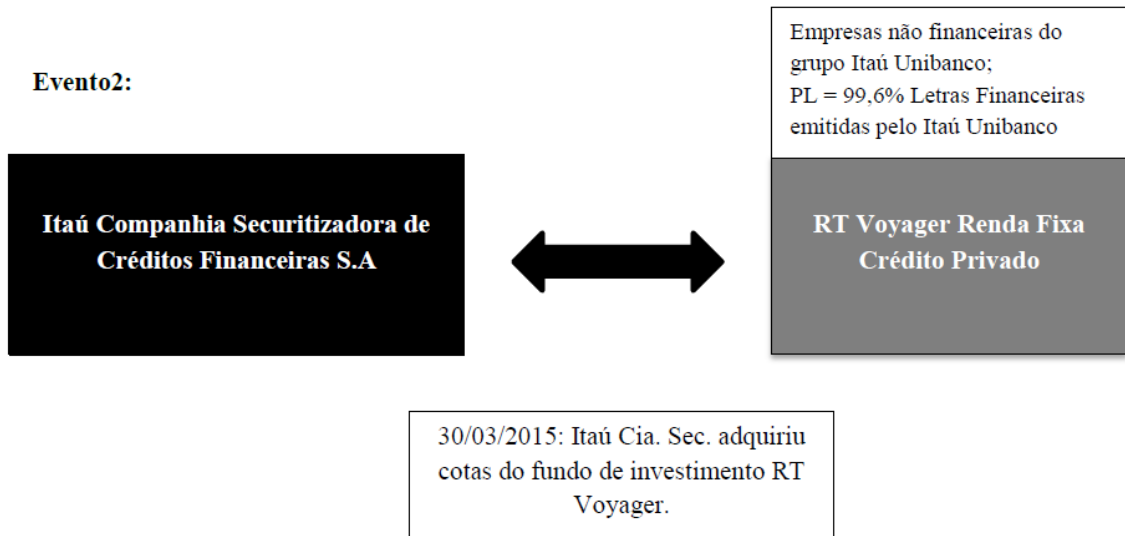 Empresas não financeiras do
grupo Itaú Unibanco;
PL = 99,6% Letras Financeiras
emitidas pelo Itaú Unibanco
Evento2:
Itaú Companhia Securitizadora de
Créditos Financeiras S.A
RT Voyager Renda Fixa
Crédito Privado
30/03/2015: Itaú Cia. Sec. adquiriu
cotas do fundo de investimento RT
Voyager.